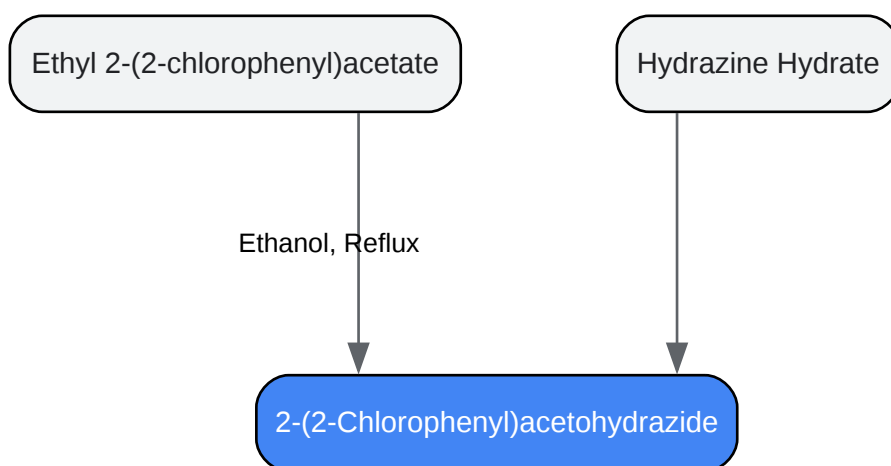 Ethyl 2-(2-chlorophenyl)acetate
Hydrazine Hydrate
Ethanol, Reflux
2-(2-Chlorophenyl)acetohydrazide